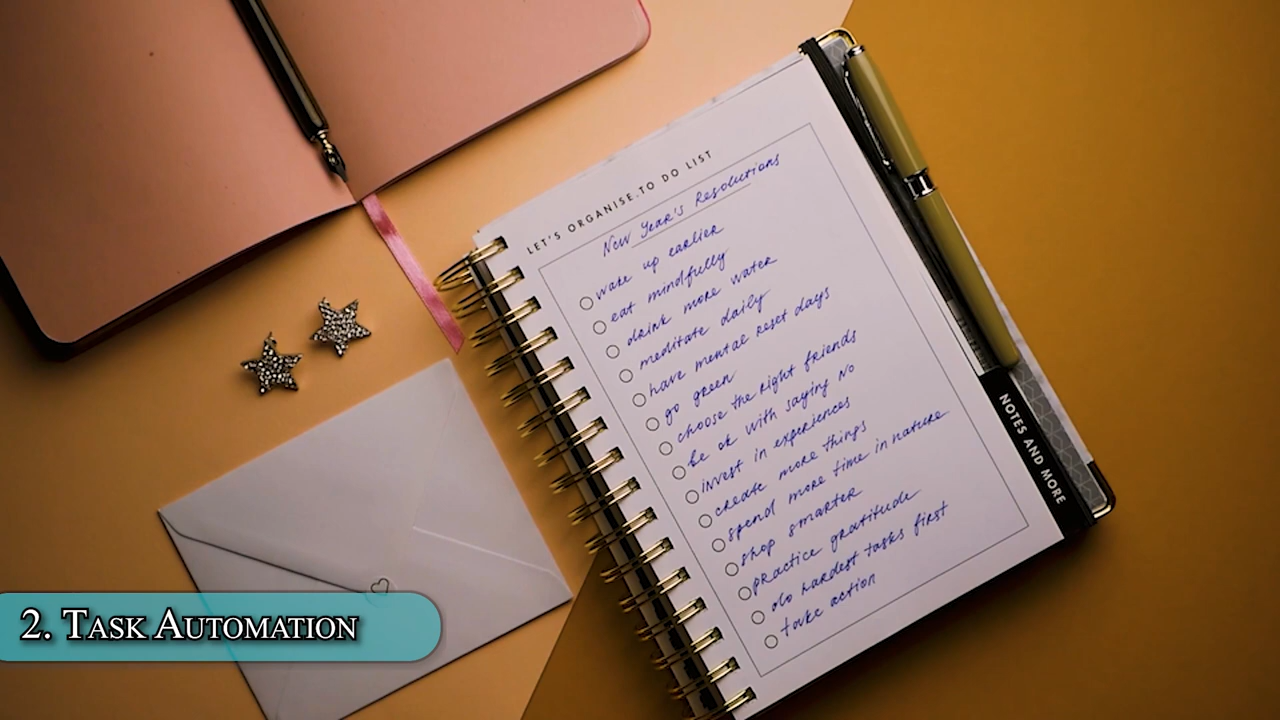 LET'S ORGANISE.TO DO LIST
New Year's Resolutions
wake up earlier
eat mindfully
drink more water
meditate daily
have mental reset days
go green
choose the right friends
be ok with saying No
invest in experiences
create more things
spend more time in nature
shop smarter
practice gratitude
do hardest tasks first
take action
NOTES AND MORE
2. Task Automation